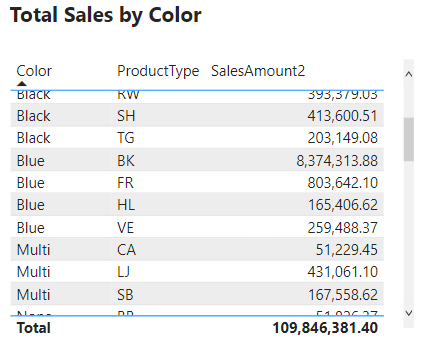 Total Sales by Color
Color ProductType SalesAmount2
Black RW 393,379.03
Black SH 413,600.51
Black TG 203,149.08
Blue BK 8,374,313.88
Blue FR 803,642.10
Blue HL 165,406.62
Blue VE 259,488.37
Multi CA 51,229.45
Multi LJ 431,061.10
Multi SB 167,558.62
Total 109,846,381.40